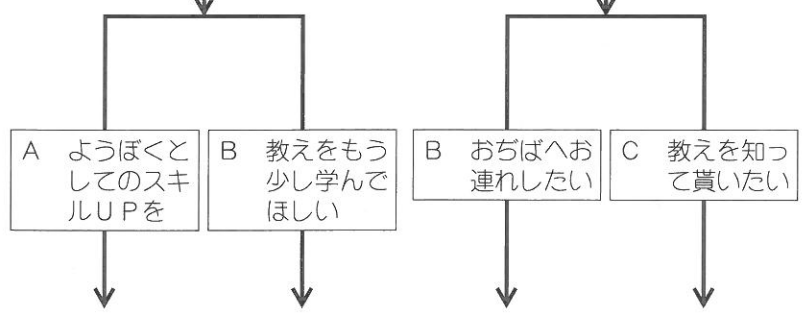 A ようぼくと
してのスキ
ルUPを
B 教えをもう
少し学んで
ほしい
B おぢばへお
連れしたい
C 教えを知っ
て貰いたい